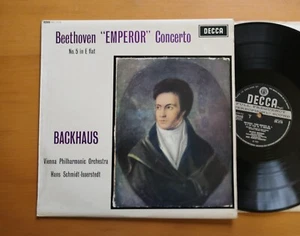 Beethoven "EMPEROR" Concerto
No.5 in E flat
DECCA
BACKHAUS
Vienna Philharmonic Orchestra
Hans Schmidt-Isserstedt
DECCA